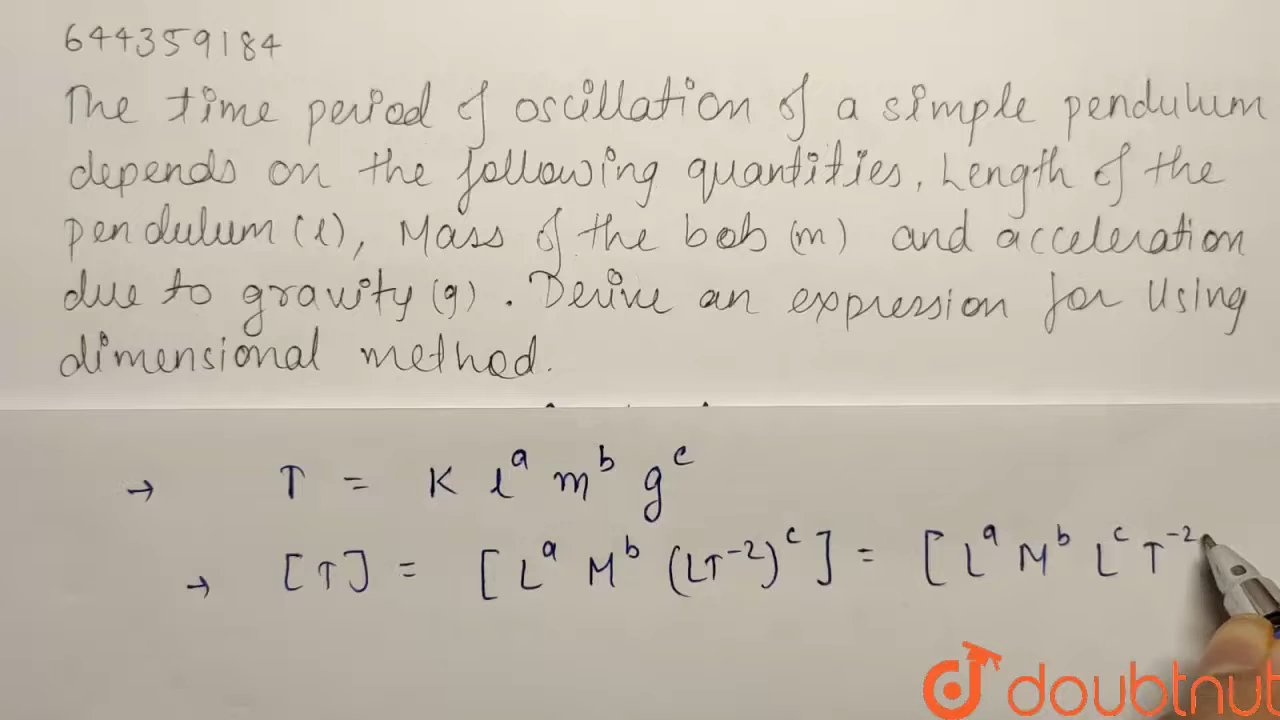 644359184
The time period of oscillation of a simple pendulum
depends on the following quantities, Length of the
pendulum (l), Mass of the bob (m) and acceleration
due to gravity (g). Derive an expression for using
dimensional method.
→ T = K l^a m^b g^c
→ [T] = [L^a M^b (LT^-2)^c] = [L^a M^b L^c T^-2
doubtnut